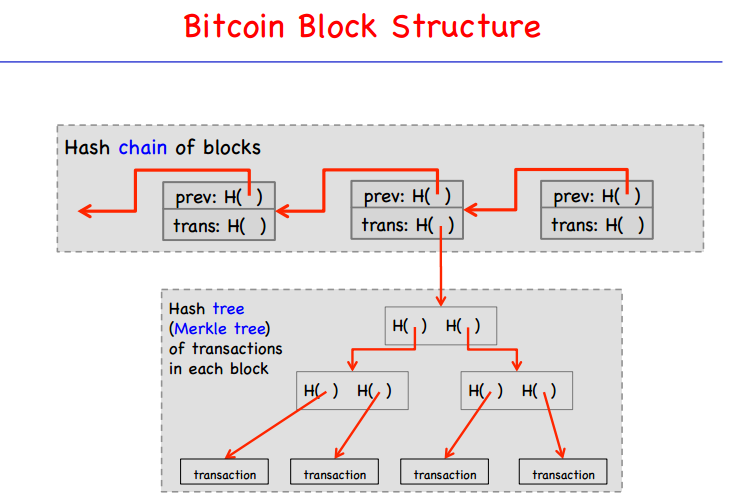 Bitcoin Block Structure
Hash chain of blocks
prev: H( )
trans: H( )
prev: H( )
trans: H( )
prev: H( )
trans: H( )
Hash tree
(Merkle tree)
of transactions
in each block
H( ) H( )
H( ) H( )
H( ) H( )
transaction
transaction
transaction
transaction